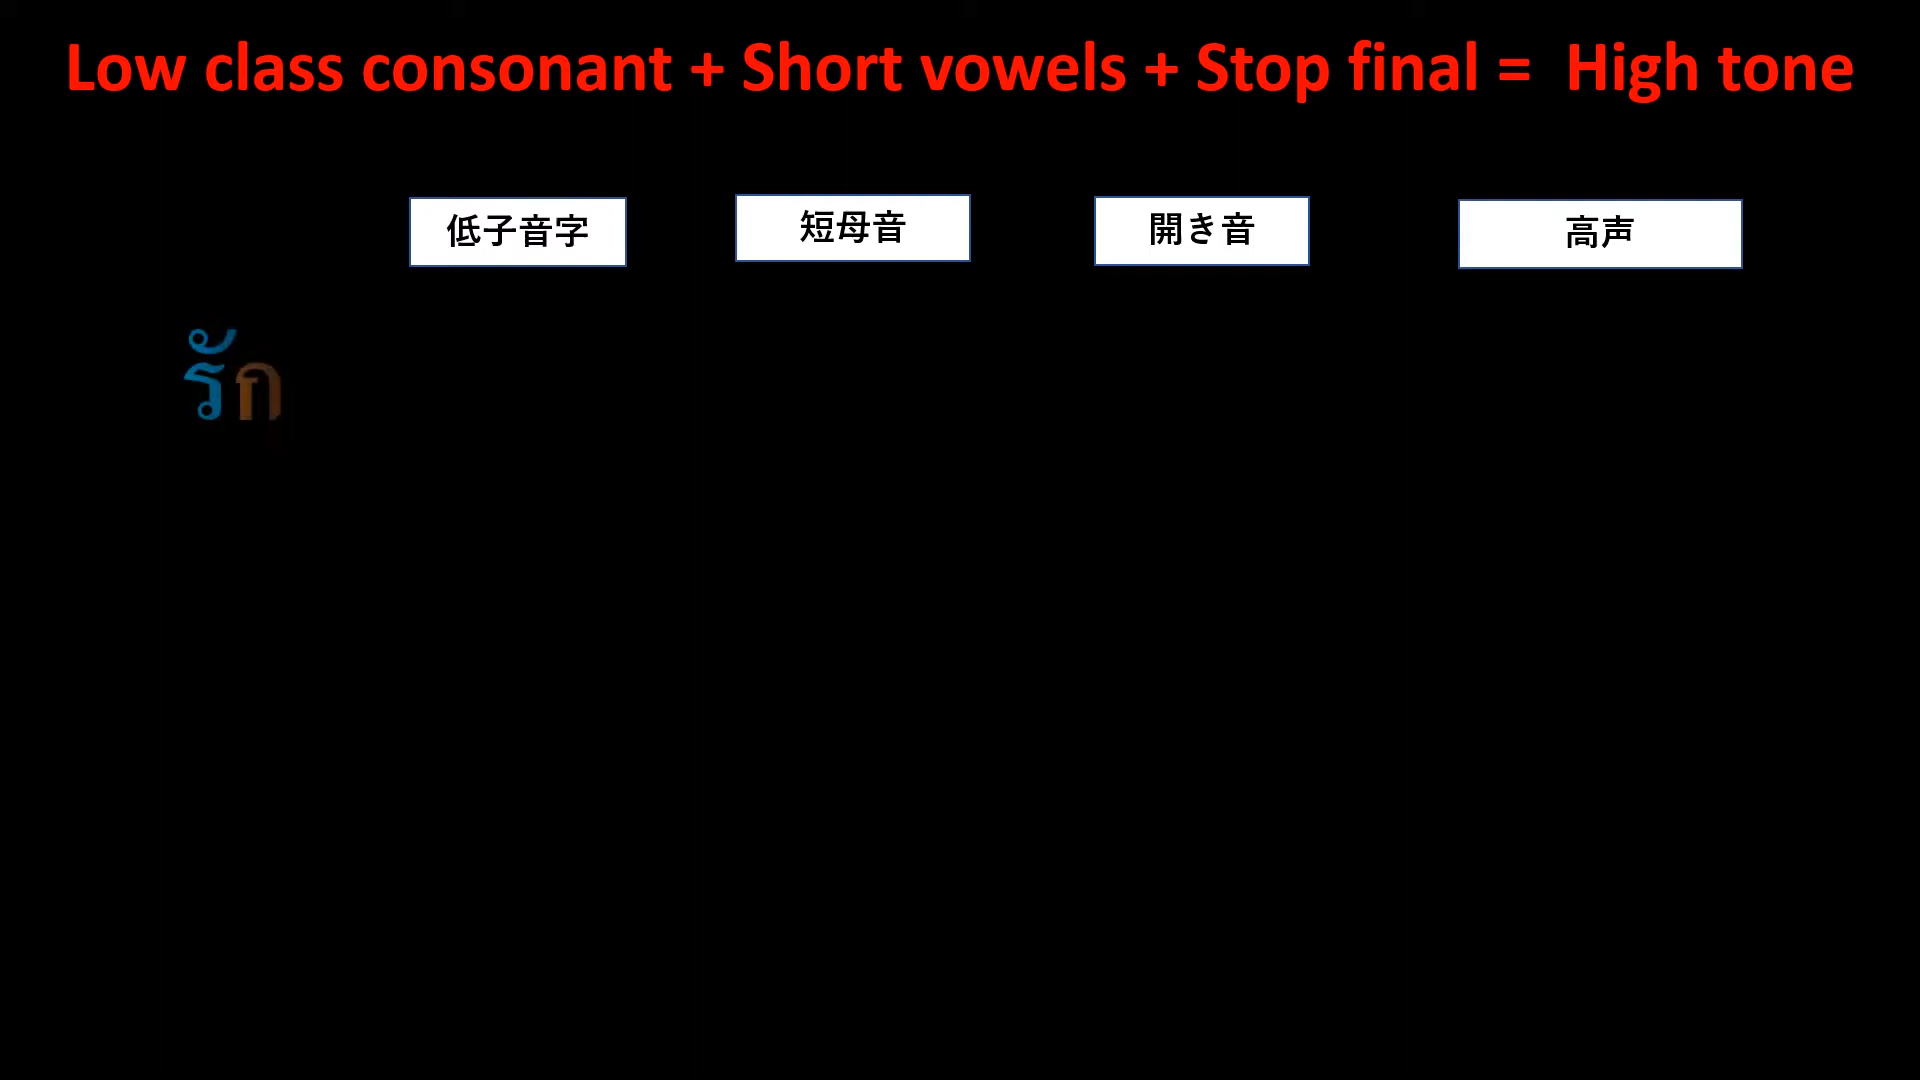 Low class consonant + Short vowels + Stop final = High tone
低子音字 短母音 開き音 高声
รัก